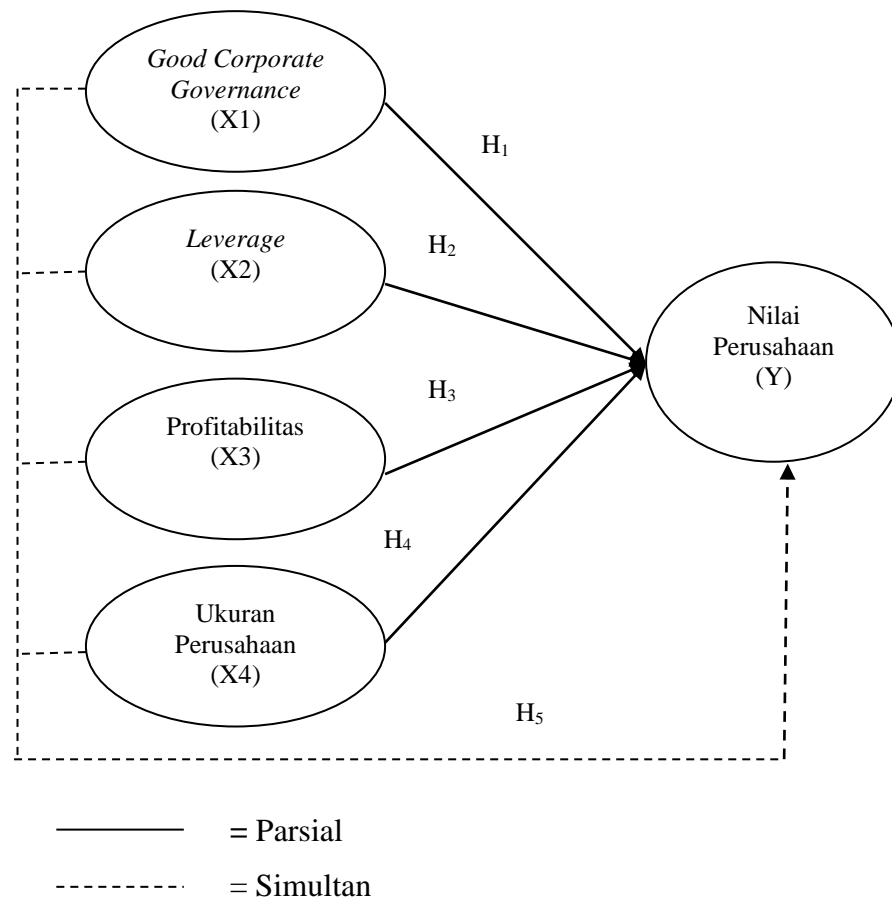 Good Corporate
Governance
(X1)
H₁
Leverage
(X2)
H₂
Nilai
Perusahaan
(Y)
Profitabilitas
(X3)
H₃
H₄
Ukuran
Perusahaan
(X4)
H₅
= Parsial
= Simultan